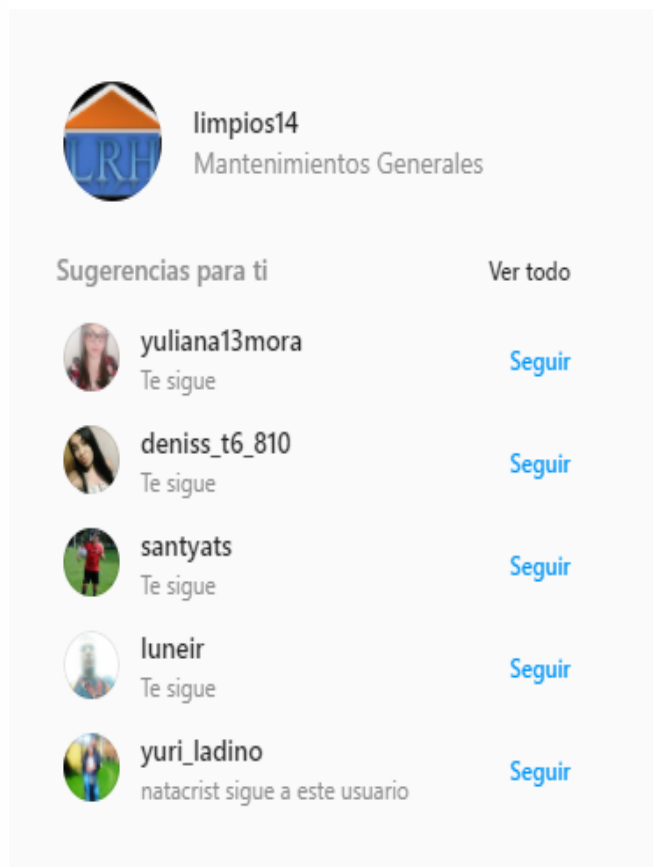 LRH
limpios14
Mantenimientos Generales
Sugerencias para ti Ver todo
yuliana13mora
Te sigue
Seguir
deniss_t6_810
Te sigue
Seguir
santyats
Te sigue
Seguir
luneir
Te sigue
Seguir
yuri_ladino
natacrist sigue a este usuario
Seguir